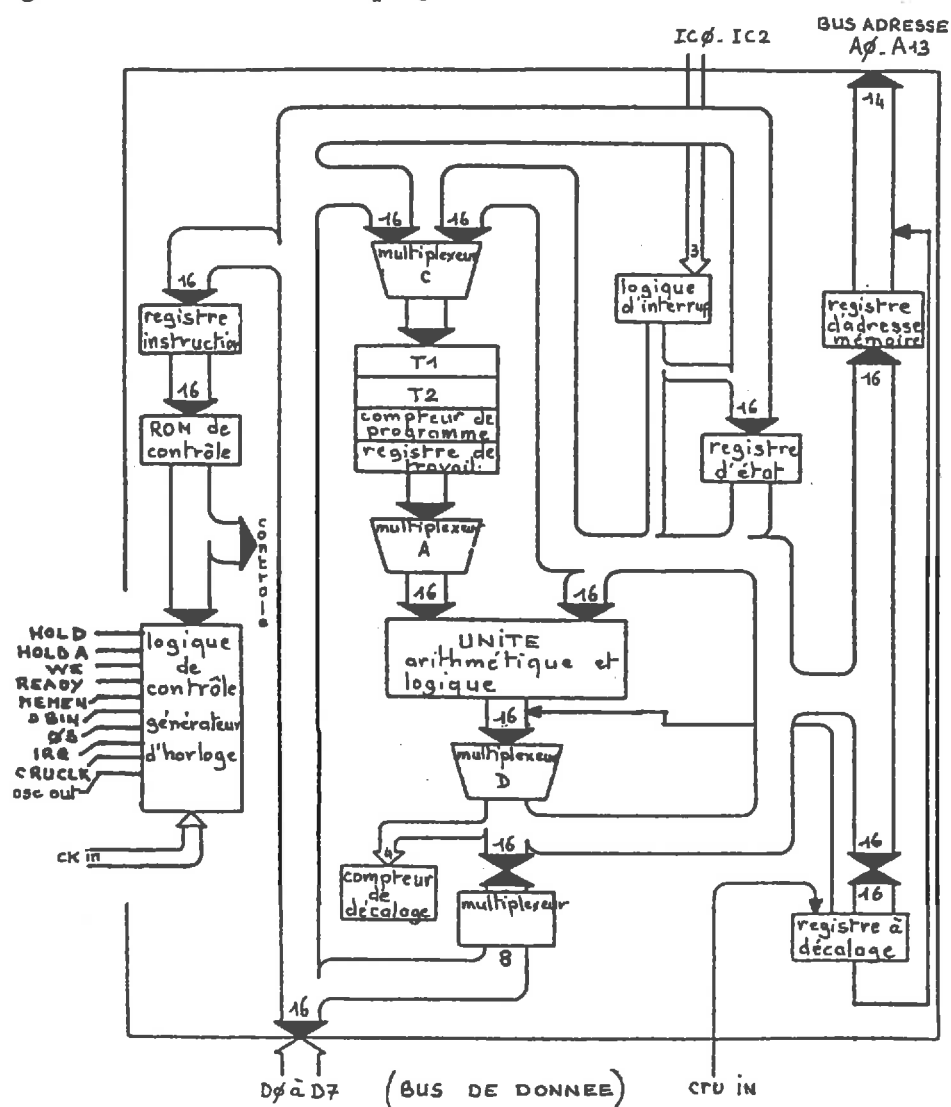 IC∅-IC2
BUS ADRESSE
A∅-A13
14
16
16
multiplexeur
C
3
logique
d'interrup
16
registre
instruction
registre
d'adresse
mémoire
16
T1
T2
compteur de
programme
registre de
travail.
16
ROM de
contrôle
16
registre
d'état
controle
multiplexeur
A
16
16
HOLD
HOLD A
WE
READY
MEMEN
DBIN
∅3
IRQ
CRUCLK
osc out
logique
de
contrôle
générateur
d'horloge
UNITE
arithmétique et
logique
16
multiplexeur
D
CK in
4
compteur
de
décalage
16
multiplexeur
8
16
16
registre à
décalage
16
D∅ à D7
(BUS DE DONNEE)
CRU IN